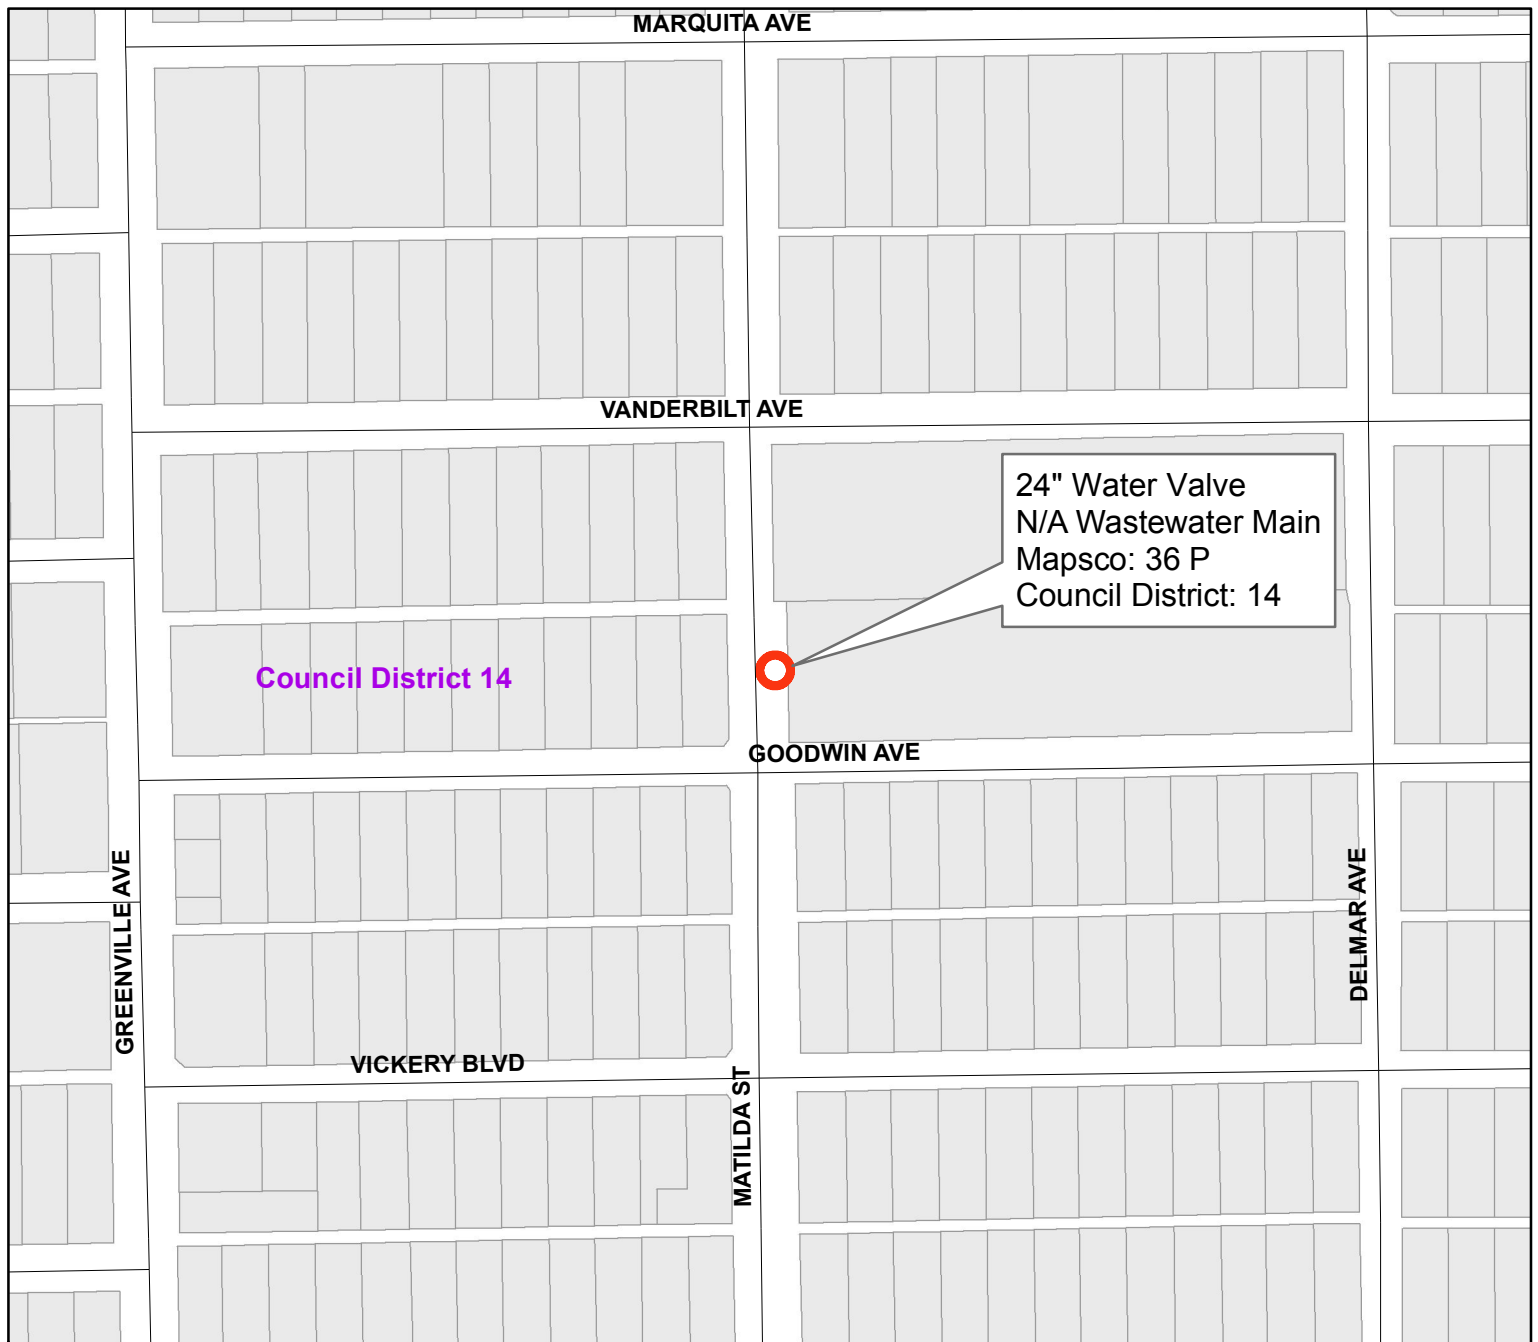 MARQUITA AVE
VANDERBILT AVE
24" Water Valve
N/A Wastewater Main
Mapsco: 36 P
Council District: 14
Council District 14
GOODWIN AVE
GREENVILLE AVE
DELMAR AVE
VICKERY BLVD
MATILDA ST